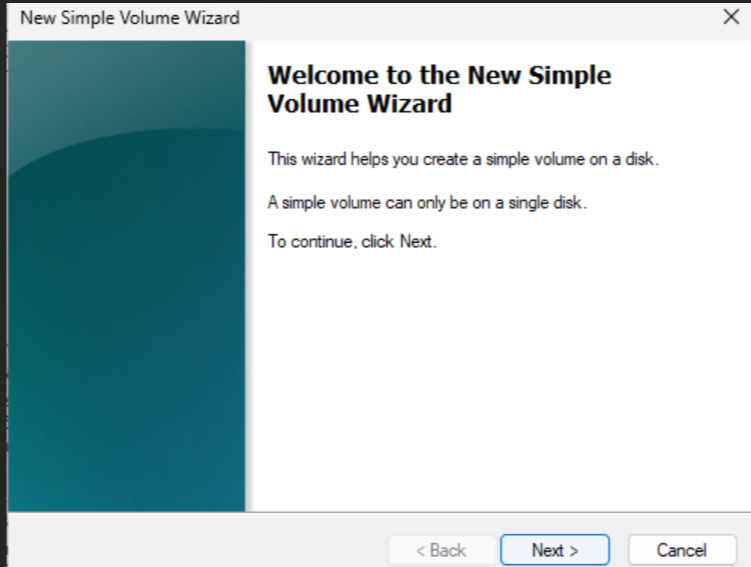 New Simple Volume Wizard
Welcome to the New Simple
Volume Wizard
This wizard helps you create a simple volume on a disk.
A simple volume can only be on a single disk.
To continue, click Next.
< Back
Next >
Cancel